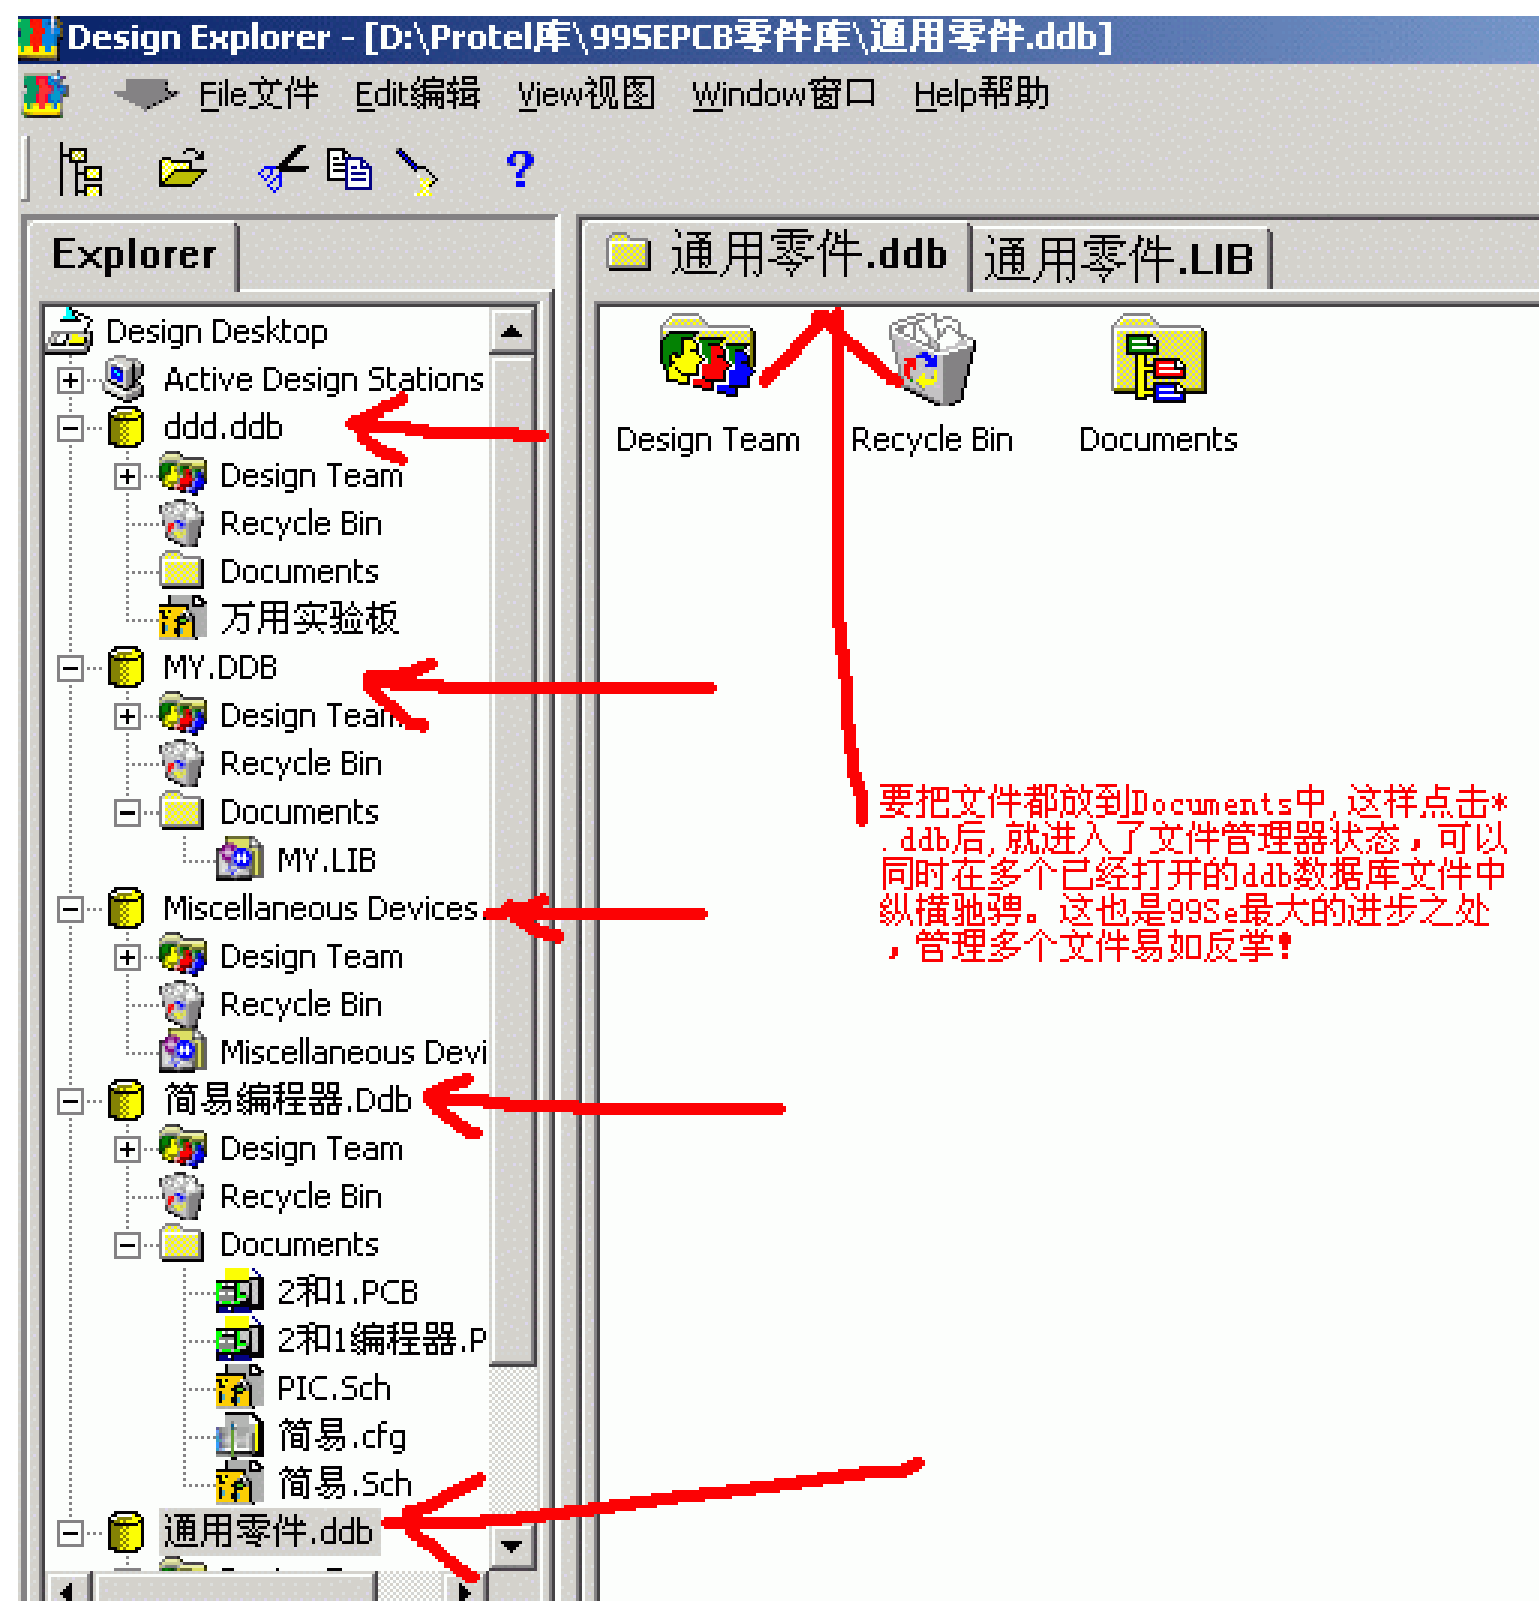 Design Explorer - [D:\Protel库\99SEPCB零件库\通用零件.ddb]
File文件 Edit编辑 View视图 Window窗口 Help帮助
?
Explorer
通用零件.ddb 通用零件.LIB
Design Desktop
Active Design Stations
ddd.ddb
Design Team
Recycle Bin
Documents
万用实验板
MY.DDB
Design Team
Recycle Bin
Documents
MY.LIB
Miscellaneous Devices.
Design Team
Recycle Bin
Miscellaneous Devi
简易编程器.Ddb
Design Team
Recycle Bin
Documents
2和1.PCB
2和1编程器.P
PIC.Sch
简易.cfg
简易.Sch
通用零件.ddb
Design Team Recycle Bin Documents
要把文件都放到Documents中,这样点击*
.ddb后,就进入了文件管理器状态，可以
同时在多个已经打开的ddb数据库文件中
纵横驰骋。这也是99Se最大的进步之处
，管理多个文件易如反掌！